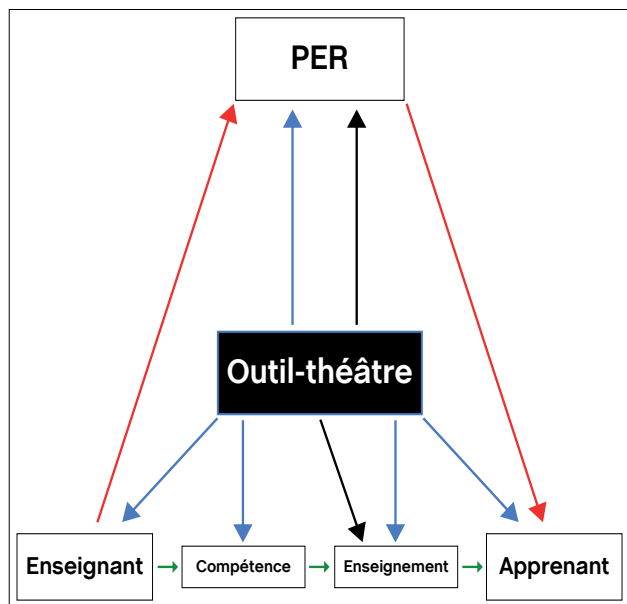 PER
Outil-théâtre
Enseignant
Compétence
Enseignement
Apprenant